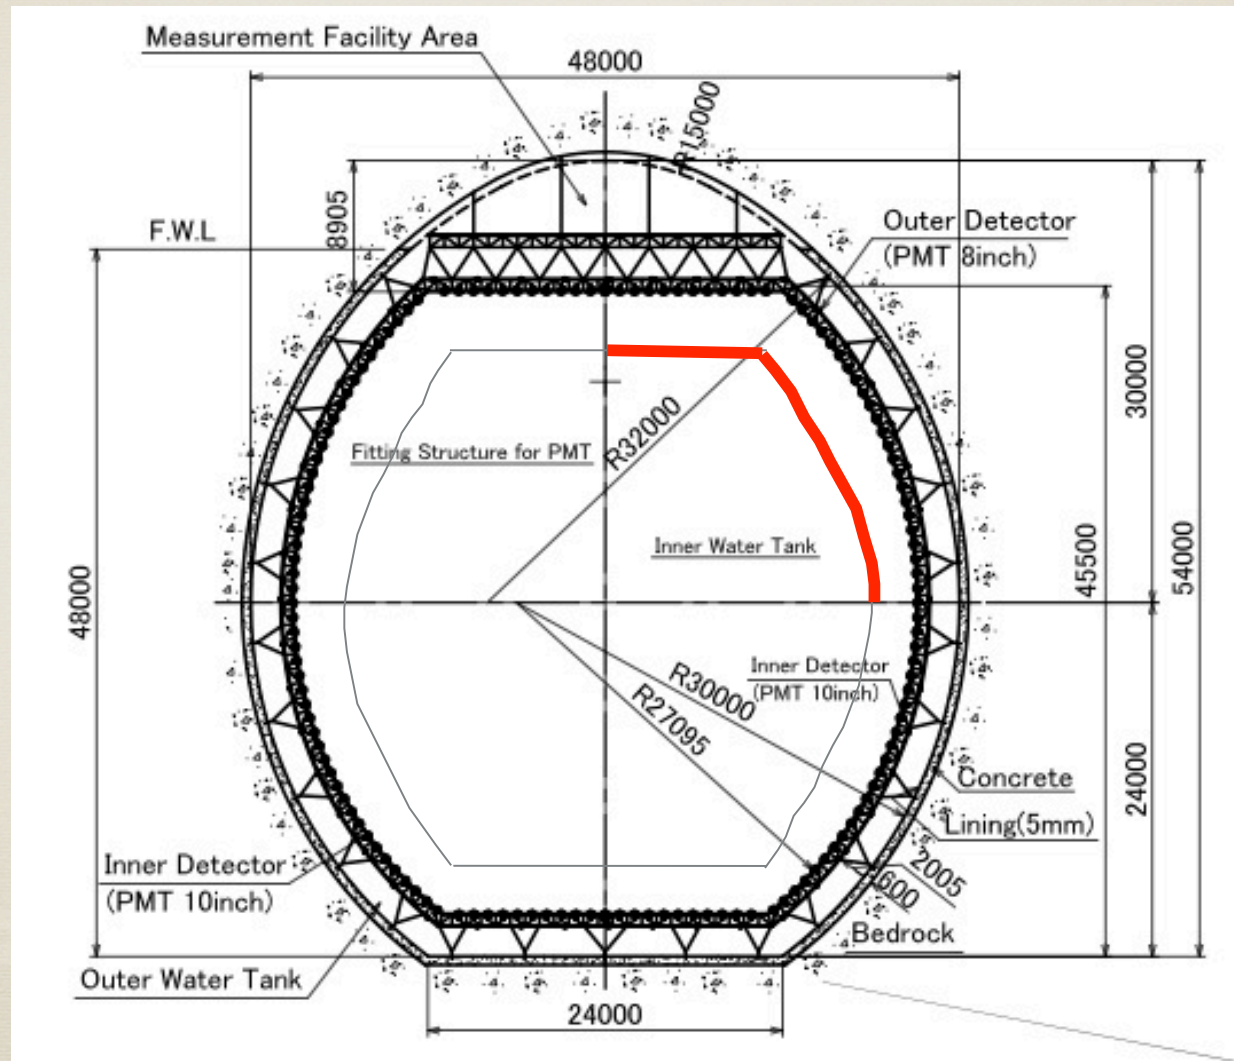 Measurement Facility Area
48000
R15000
8905
F.W.L
Outer Detector
(PMT 8inch)
30000
R32000
Fitting Structure for PMT
Inner Water Tank
45500
54000
48000
Inner Detector
(PMT 10inch)
R30000
R27095
24000
Concrete
Lining(5mm)
Inner Detector
(PMT 10inch)
2005
600
Bedrock
Outer Water Tank
24000